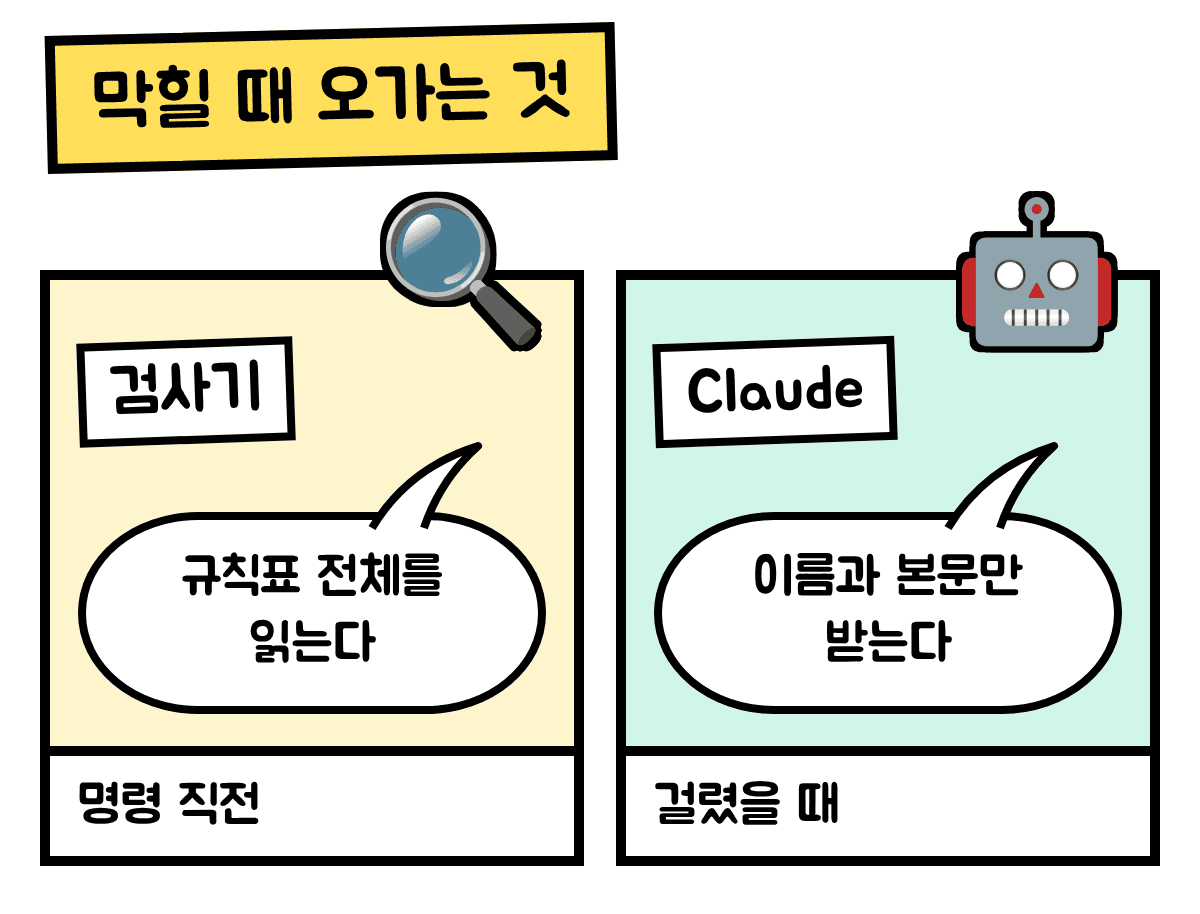 막힐 때 오가는 것
검사기
규칙표 전체를
읽는다
명령 직전
Claude
이름과 본문만
받는다
걸렸을 때